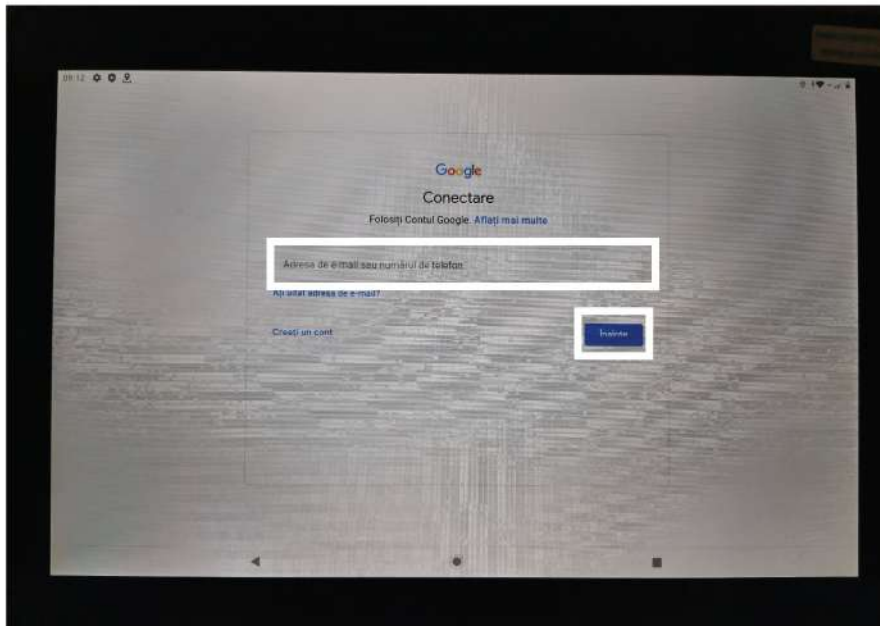 09:12
Google
Conectare
Folosiți Contul Google. Aflați mai multe
Adresa de e-mail sau numărul de telefon
Ați uitat adresa de e-mail?
Creați un cont
Înainte